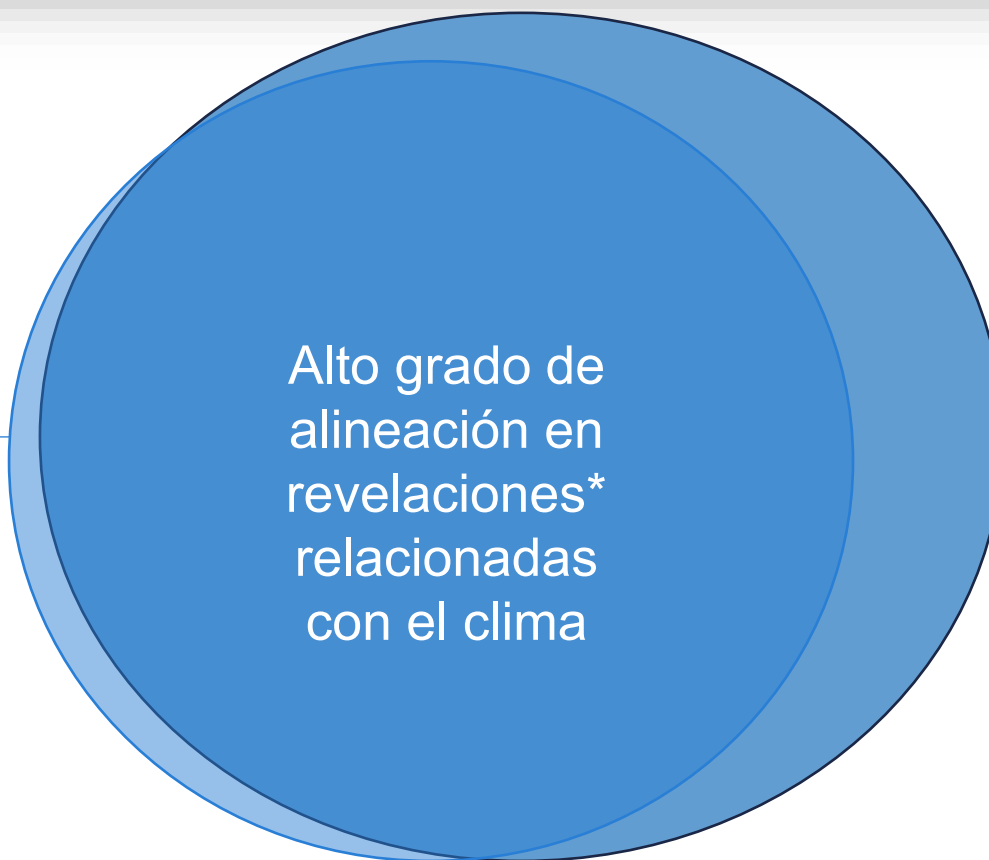 Alto grado de
alineación en
revelaciones*
relacionadas
con el clima